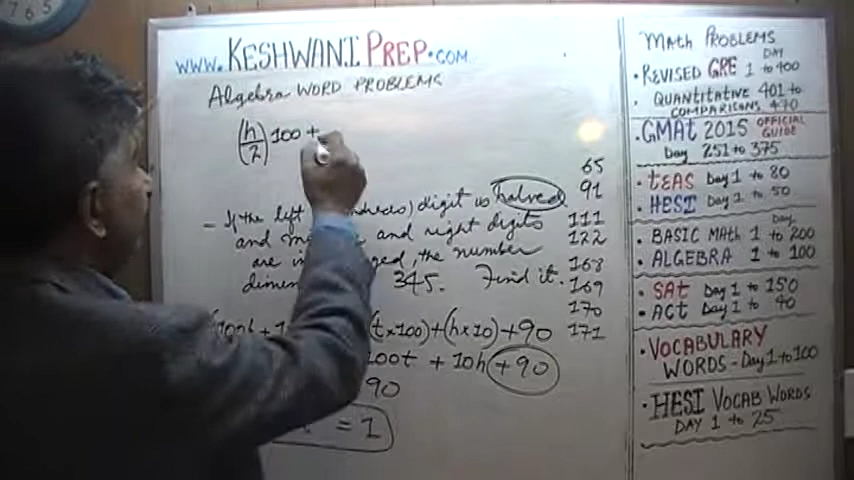 7 6 5
www.KESHWANI PREP.com
Algebra WORD PROBLEMS
(h/2) 100 +
- If the left digit is halved
and and right digits
are the number
345. Find it.
(t×100)+(h×10)+90
100t + 10h +90
90
= 1
65
91
111
122
168
169
170
171
Math PROBLEMS
DAY
• REVISED GRE 1 to 400
• QUANTITATIVE 401 to
COMPARISONS 470
• GMAt 2015 OFFICIAL GUIDE
Day 251 to 375
• tEAS Day 1 to 80
• HESI Day 1 to 50
DAY
• BASIC MAth 1 to 200
• ALGEBRA 1 to 100
• SAt Day 1 to 150
• ACt Day 1 to 40
• VOCABULARY
WORDS - Day 1 to 100
• HESI VOCAB WORDS
DAY 1 to 25